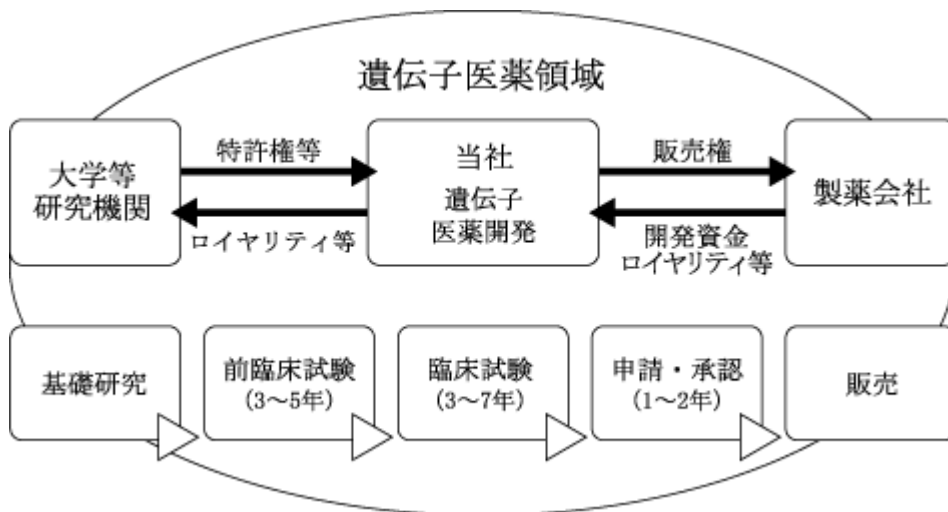 遺伝子医薬領域
大学等
研究機関
特許権等
ロイヤリティ等
当社
遺伝子
医薬開発
販売権
開発資金
ロイヤリティ等
製薬会社
基礎研究
前臨床試験
(3〜5年)
臨床試験
(3〜7年)
申請・承認
(1〜2年)
販売